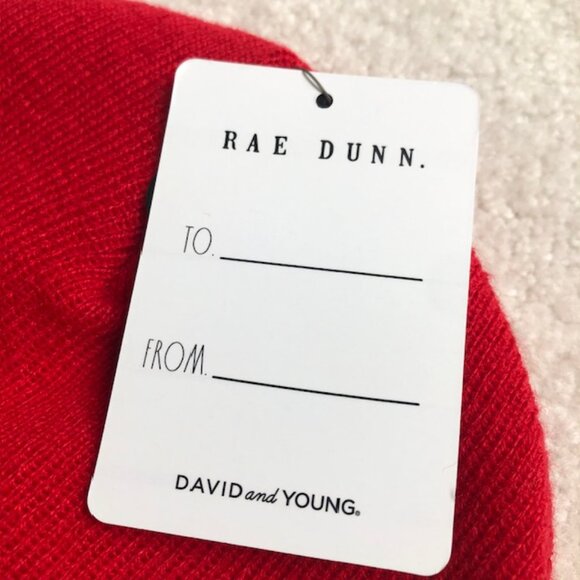 RAE DUNN.
TO.
FROM.
DAVID and YOUNG®